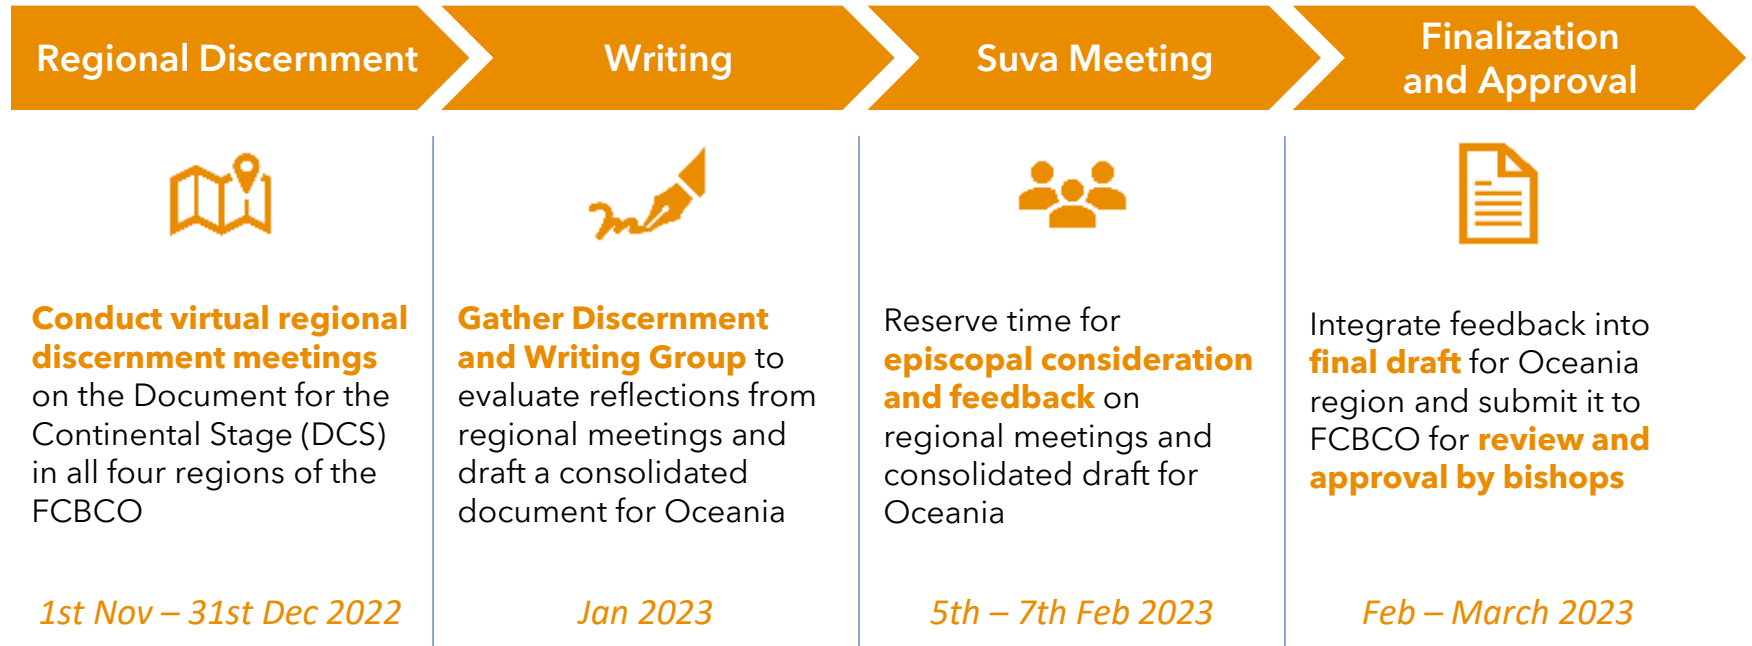 Regional Discernment
Writing
Suva Meeting
Finalization
and Approval
Conduct virtual regional
discernment meetings
on the Document for the
Continental Stage (DCS)
in all four regions of the
FCBCO
1st Nov – 31st Dec 2022
Gather Discernment
and Writing Group to
evaluate reflections from
regional meetings and
draft a consolidated
document for Oceania
Jan 2023
Reserve time for
episcopal consideration
and feedback on
regional meetings and
consolidated draft for
Oceania
5th – 7th Feb 2023
Integrate feedback into
final draft for Oceania
region and submit it to
FCBCO for review and
approval by bishops
Feb – March 2023